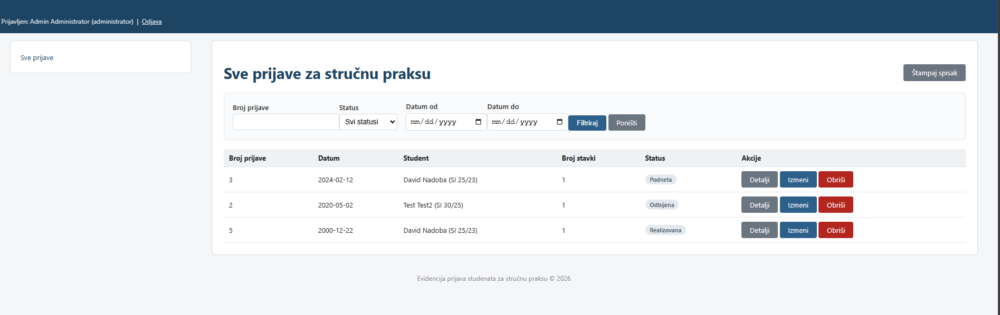 Prijavljen: Admin Administrator (administrator) | Odjava
Sve prijave
Sve prijave za stručnu praksu
Štampaj spisak
Broj prijave Status Datum od Datum do
Svi statusi mm/dd/yyyy mm/dd/yyyy Filtriraj Poništi
Broj prijave Datum Student Broj stavki Status Akcije
3 2024-02-12 David Nadoba (SI 25/23) 1 Podneta Detalji Izmeni Obriši
2 2020-05-02 Test Test2 (SI 30/25) 1 Odbijena Detalji Izmeni Obriši
5 2000-12-22 David Nadoba (SI 25/23) 1 Realizovana Detalji Izmeni Obriši
Evidencija prijava studenata za stručnu praksu © 2026